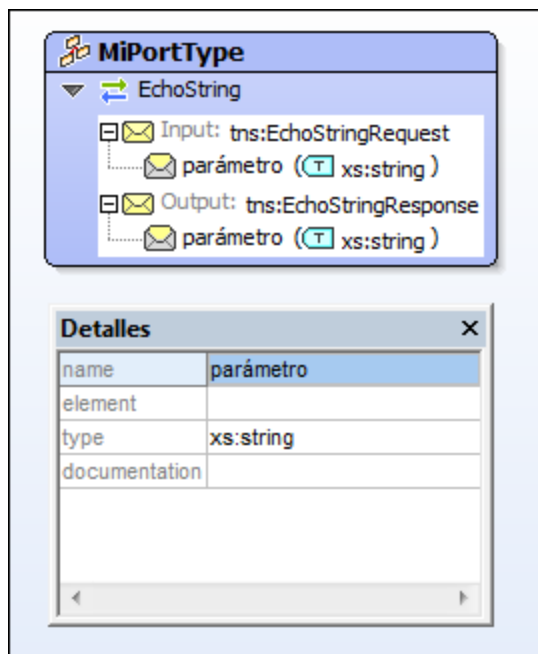 MiPortType
EchoString
Input: tns:EchoStringRequest
parámetro (T xs:string)
Output: tns:EchoStringResponse
parámetro (T xs:string)
Detalles
name parámetro
element
type xs:string
documentation